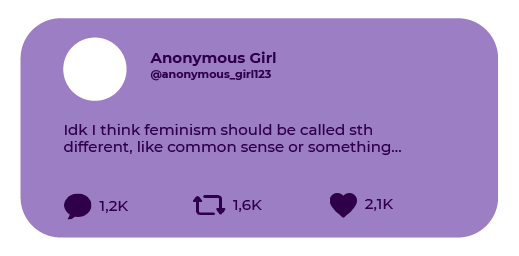 Anonymous Girl
@anonymous_girl123
Idk I think feminism should be called sth
different, like common sense or something...
1,2K
1,6K
2,1K